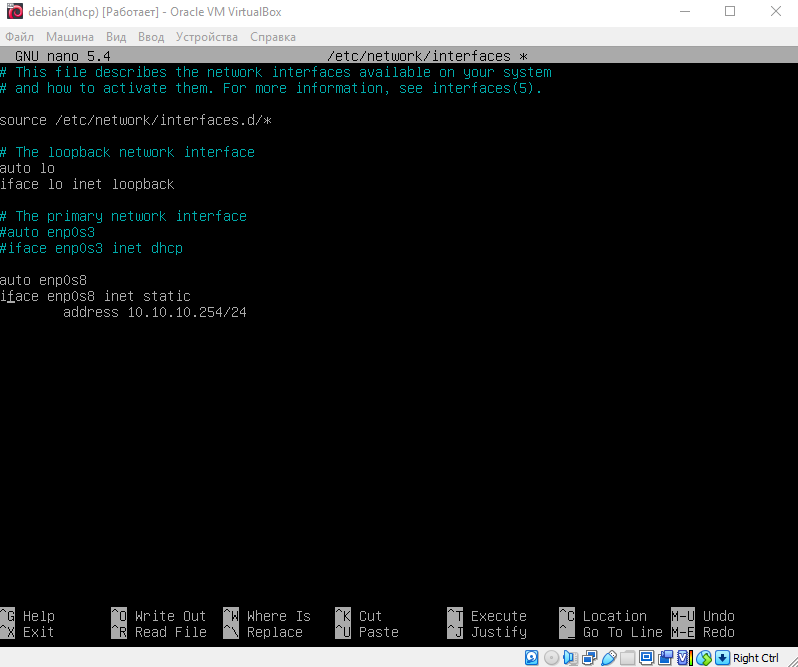 debian(dhcp) [Работает] - Oracle VM VirtualBox
Файл Машина Вид Ввод Устройства Справка
GNU nano 5.4 /etc/network/interfaces *
# This file describes the network interfaces available on your system
# and how to activate them. For more information, see interfaces(5).
source /etc/network/interfaces.d/*
# The loopback network interface
auto lo
iface lo inet loopback
# The primary network interface
#auto enp0s3
#iface enp0s3 inet dhcp
auto enp0s8
iface enp0s8 inet static
address 10.10.10.254/24
^G Help ^O Write Out ^W Where Is ^K Cut ^T Execute ^C Location M-U Undo
^X Exit ^R Read File ^\ Replace ^U Paste ^J Justify ^_ Go To Line M-E Redo
Right Ctrl